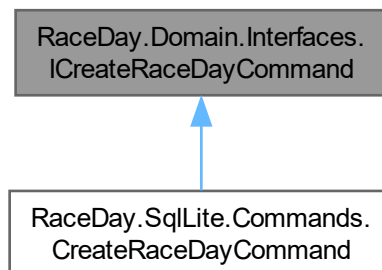 RaceDay.Domain.Interfaces.
ICreateRaceDayCommand
RaceDay.SqlLite.Commands.
CreateRaceDayCommand